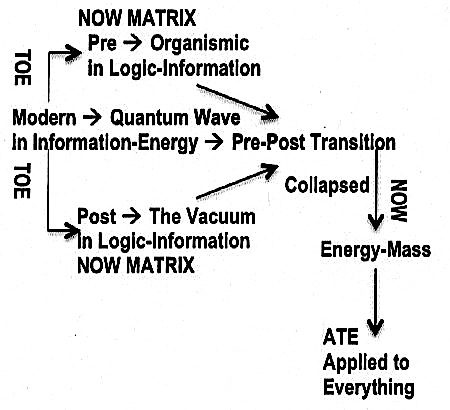 NOW MATRIX
Pre → Organismic
in Logic-Information
TOE
Modern → Quantum Wave
in Information-Energy → Pre-Post Transition
TOE
Collapsed
NOW
Post → The Vacuum
in Logic-Information
NOW MATRIX
Energy-Mass
ATE
Applied to
Everything